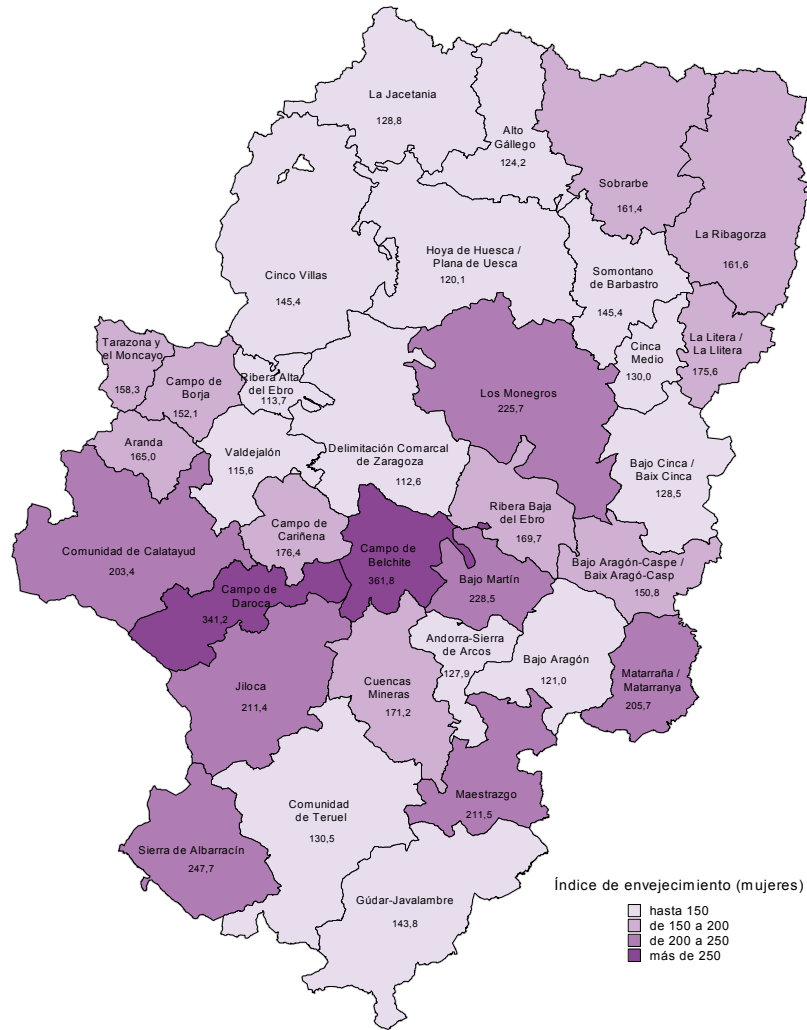 La Jacetania
128,8
Alto
Gállego
124,2
Sobrarbe
161,4
La Ribagorza
161,6
Hoya de Huesca /
Plana de Uesca
120,1
Cinco Villas
145,4
Somontano
de Barbastro
145,4
Tarazona y
el Moncayo
158,3
Campo de
Borja
152,1
Ribera Alta
del Ebro
113,7
Los Monegros
225,7
Cinca
Medio
130,0
La Litera /
La Llitera
175,6
Aranda
165,0
Valdejalón
115,6
Delimitación Comarcal
de Zaragoza
112,6
Bajo Cinca /
Baix Cinca
128,5
Comunidad de Calatayud
203,4
Campo de
Cariñena
176,4
Campo de
Belchite
361,8
Ribera Baja
del Ebro
169,7
Bajo Aragón-Caspe /
Baix Aragó-Casp
150,8
Campo de
Daroca
341,2
Bajo Martín
228,5
Jiloca
211,4
Cuencas
Mineras
171,2
Andorra-Sierra
de Arcos
127,9
Bajo Aragón
121,0
Matarraña /
Matarranya
205,7
Comunidad
de Teruel
130,5
Maestrazgo
211,5
Sierra de Albarracín
247,7
Gúdar-Javalambre
143,8
Índice de envejecimiento (mujeres)
hasta 150
de 150 a 200
de 200 a 250
más de 250